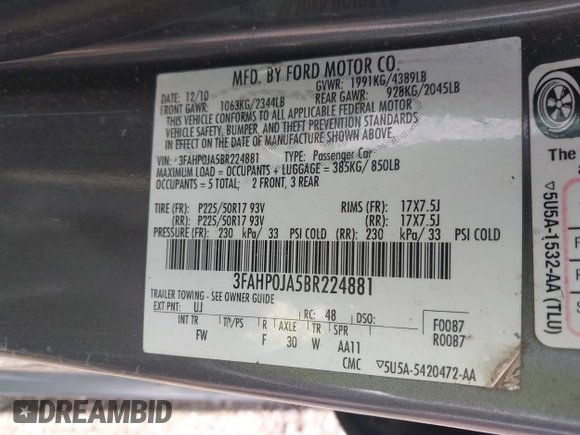 MFD. BY FORD MOTOR CO.
12/10
GVWR: 1991KG/4389LB
FRONT GAWR: 1063KG/2344LB
REAR GAWR: 928KG/2045LB
THIS VEHICLE CONFORMS TO ALL APPLICABLE FEDERAL MOTOR
VEHICLE SAFETY, BUMPER, AND THEFT PREVENTION STANDARDS
IN EFFECT ON THE DATE OF MANUFACTURE SHOWN ABOVE.
VIN: 3FAHP0JA5BR224881 TYPE: Passenger Car
MAXIMUM LOAD = OCCUPANTS + LUGGAGE = 385KG/ 850LB
OCCUPANTS = 5 TOTAL; 2 FRONT, 3 REAR
TIRE (FR): P225/50R17 93V RIMS (FR): 17X7.5J
(RR): P225/50R17 93V (RR): 17X7.5J
PRESSURE (FR): 230 kPa/ 33 PSI COLD (RR): 230 kPa/ 33 PSI COLD
3FAHP0JA5BR224881
TRAILER TOWING - SEE OWNER GUIDE
EXT PNT: UJ RC: 48 DSO:
F0087
R0087
INT TR TP/PS R AXLE TR SPR
FW F 30 W AA11
CMC
▽5U5A-5420472-AA
The
▽5U5A-1532-AA (TLU)
DREAMBID